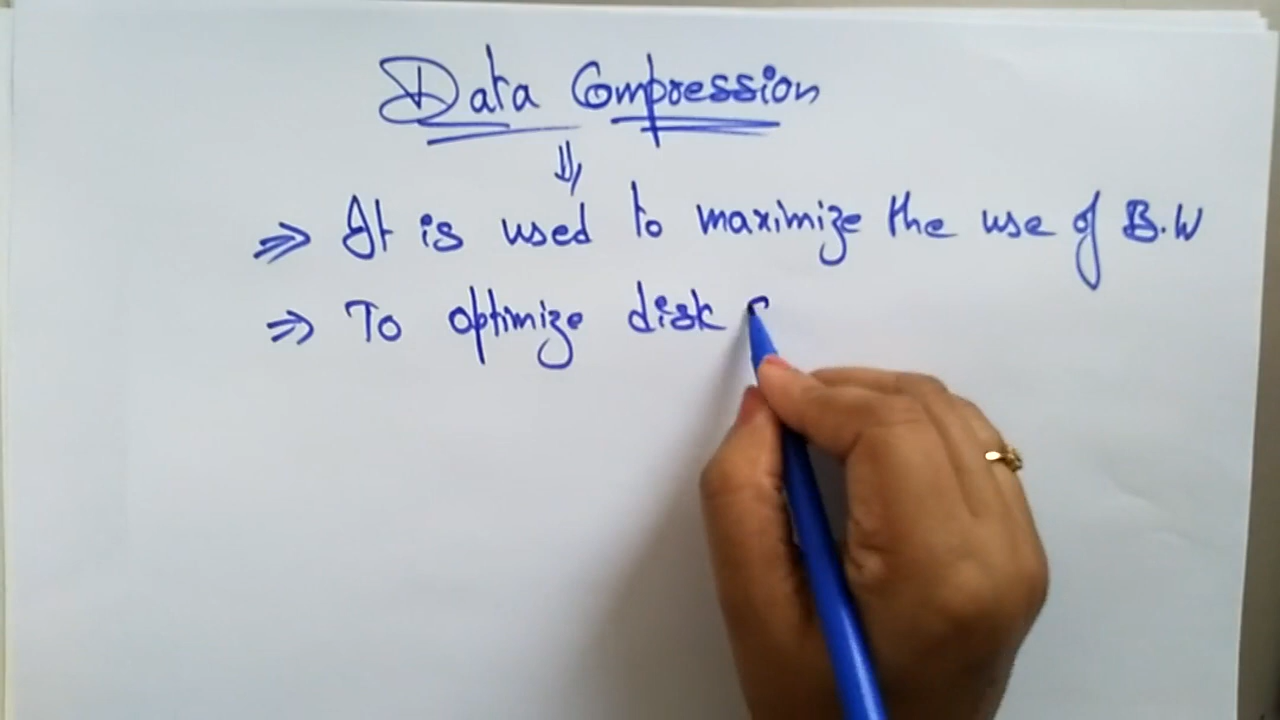 Data Compression
⇒ It is used to maximize the use of B.W
⇒ To optimize disk